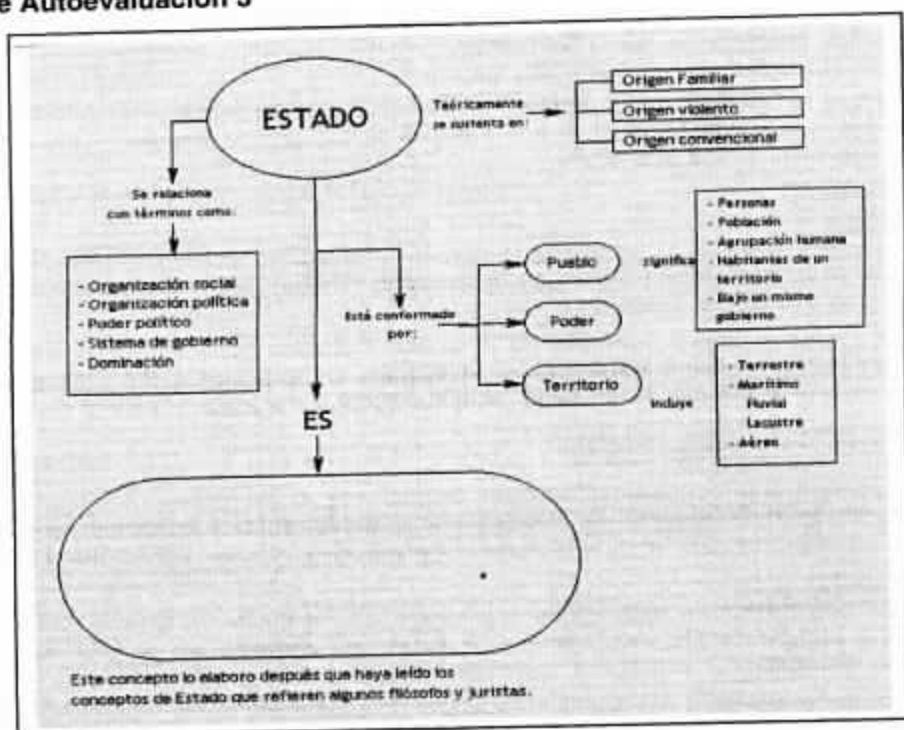 e Autoevaluación 3
ESTADO
Teóricamente
se sustenta en:
Origen Familiar
Origen violento
Origen convencional
Se relaciona
con términos como:
- Organización social
- Organización política
- Poder político
- Sistema de gobierno
- Dominación
Está conformado
por:
Pueblo
significa
- Personas
- Población
- Agrupación humana
- Habitantes de un
territorio
- Bajo un mismo
gobierno
Poder
Territorio
incluye
- Terrestre
- Marítimo
Fluvial
Lacustre
- Aéreo
ES
Este concepto lo elaboro después que haya leído los
conceptos de Estado que refieren algunos filósofos y juristas.